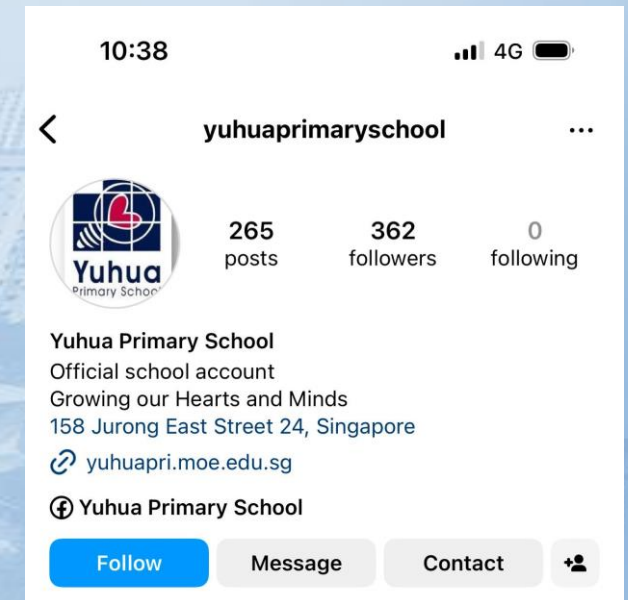 10:38 4G
yuhuaprimaryschool ...
265 362 0
posts followers following
Yuhua
Primary School
Yuhua Primary School
Official school account
Growing our Hearts and Minds
158 Jurong East Street 24, Singapore
yuhuapri.moe.edu.sg
Yuhua Primary School
Follow Message Contact